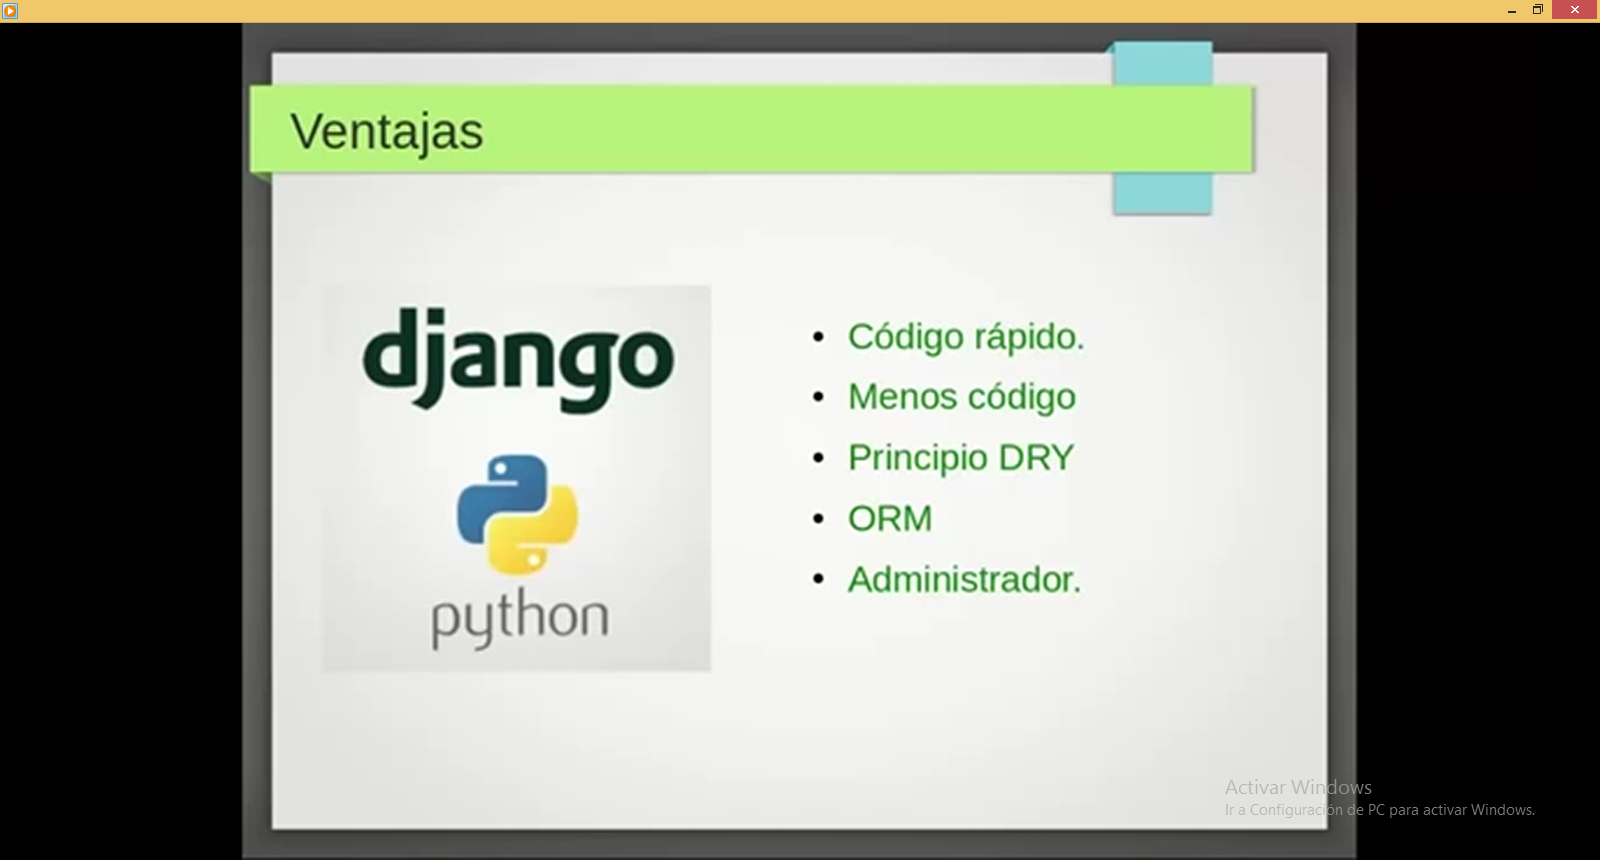 Ventajas
django
python
• Código rápido.
• Menos código
• Principio DRY
• ORM
• Administrador.
Activar Windows
Ir a Configuración de PC para activar Windows.